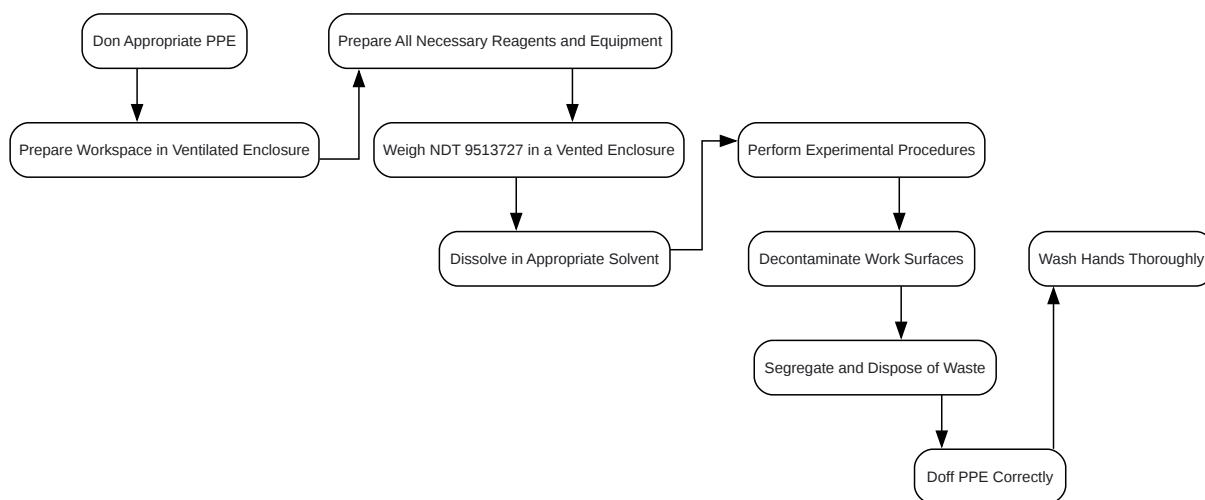 Don Appropriate PPE
Prepare Workspace in Ventilated Enclosure
Prepare All Necessary Reagents and Equipment
Weigh NDT 9513727 in a Vented Enclosure
Dissolve in Appropriate Solvent
Perform Experimental Procedures
Decontaminate Work Surfaces
Segregate and Dispose of Waste
Doff PPE Correctly
Wash Hands Thoroughly